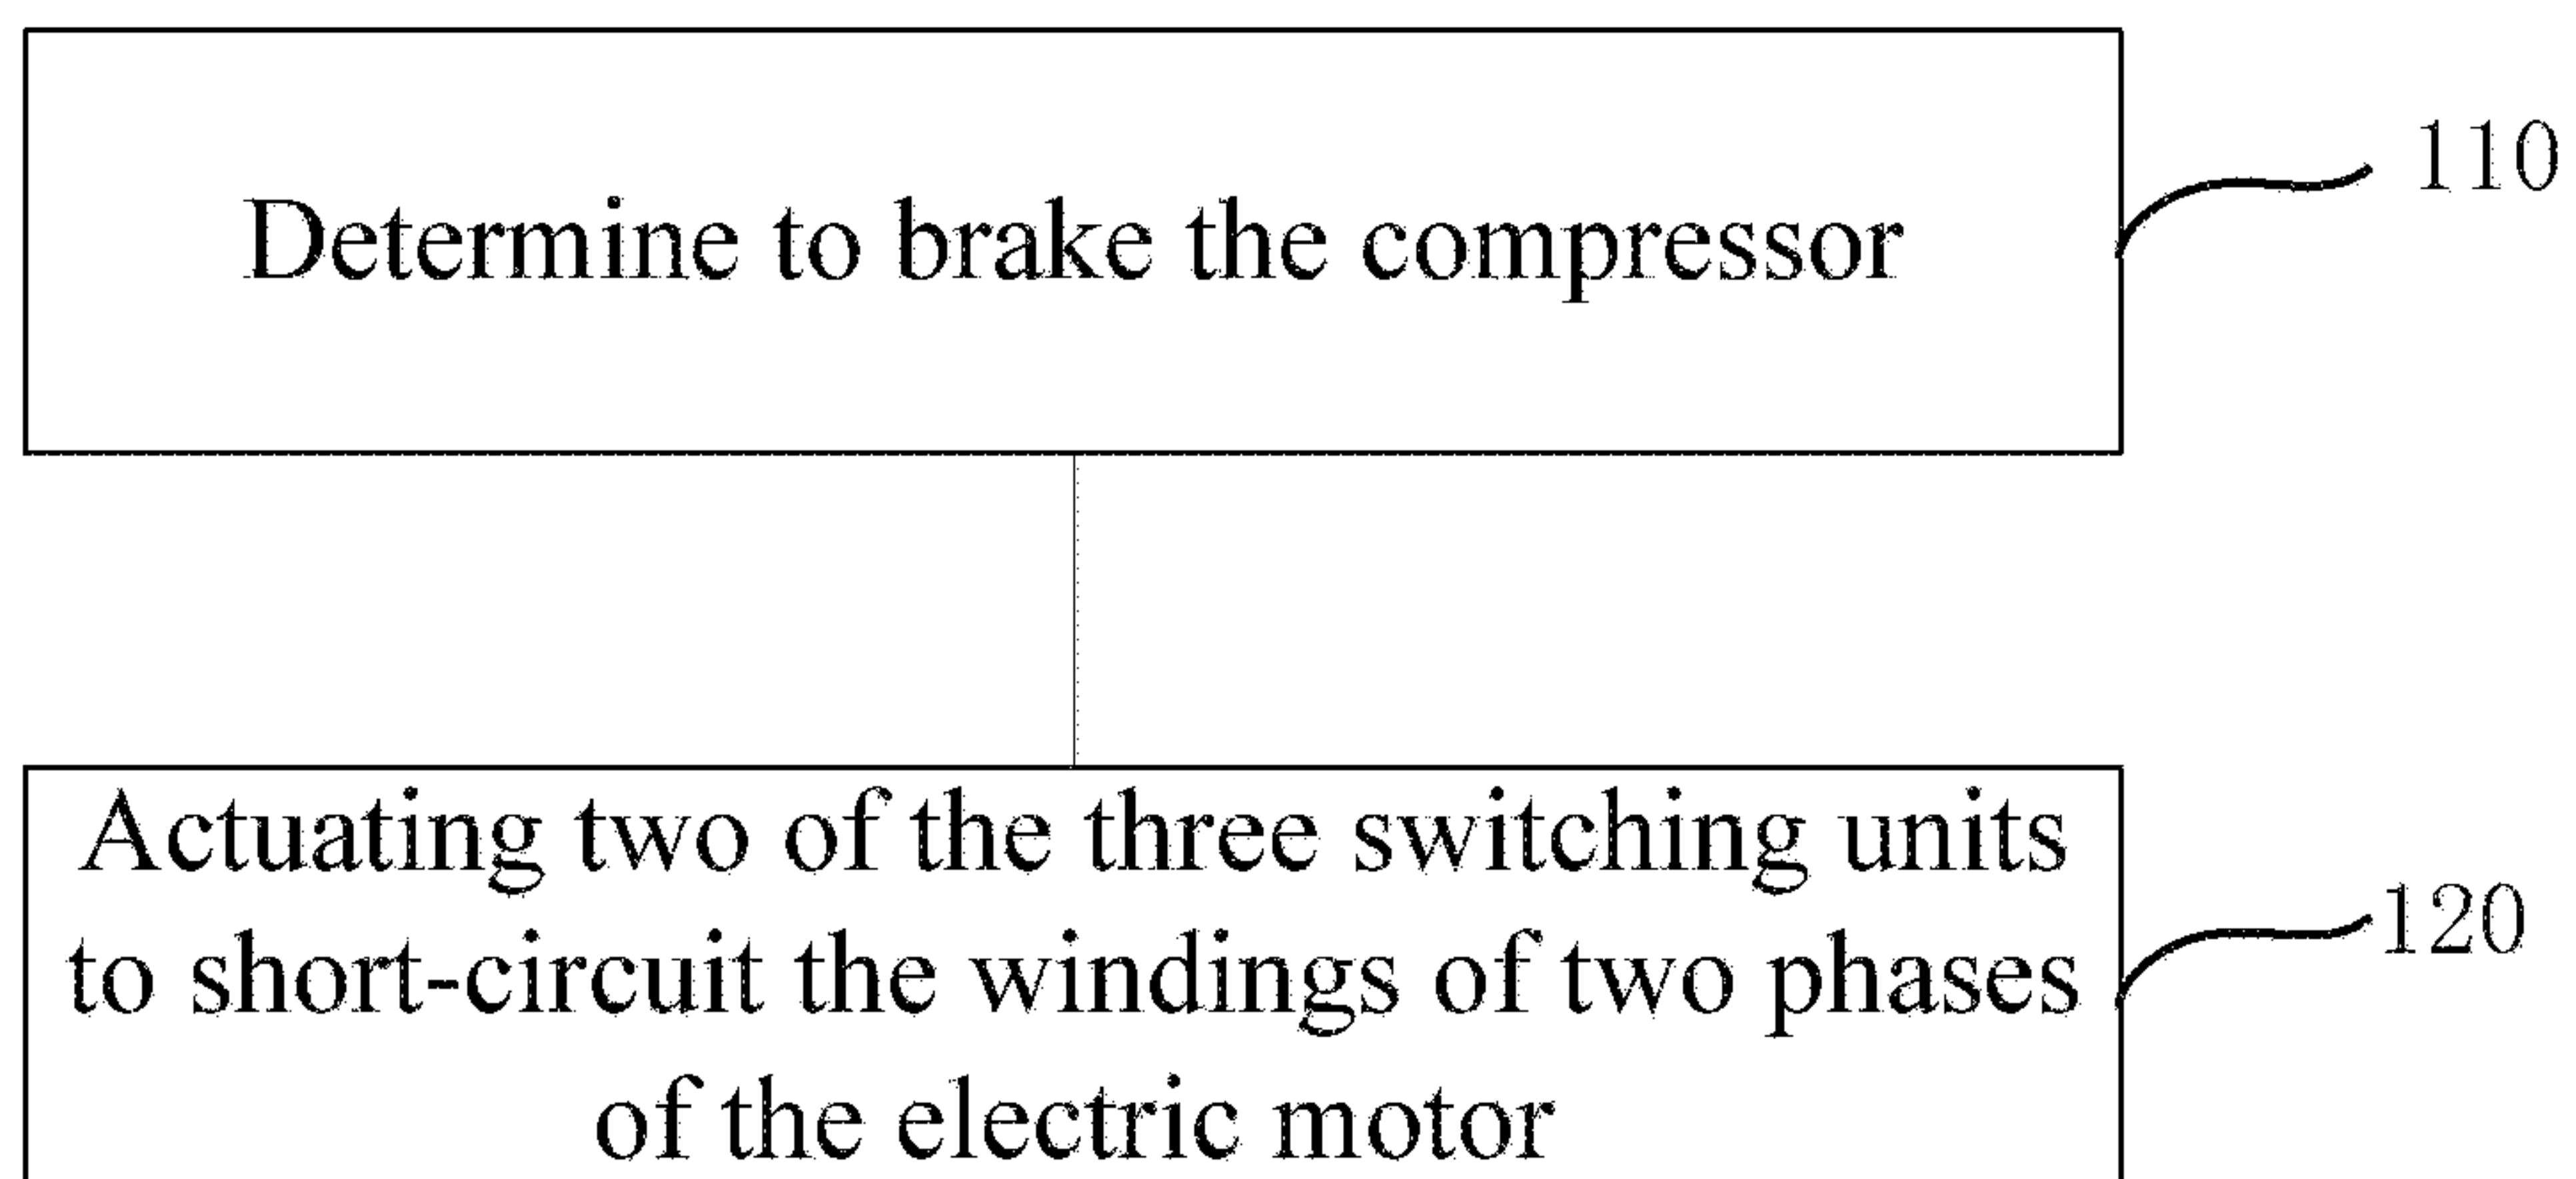 Determine to brake the compressor
110
Actuating two of the three switching units
to short-circuit the windings of two phases
of the electric motor
120